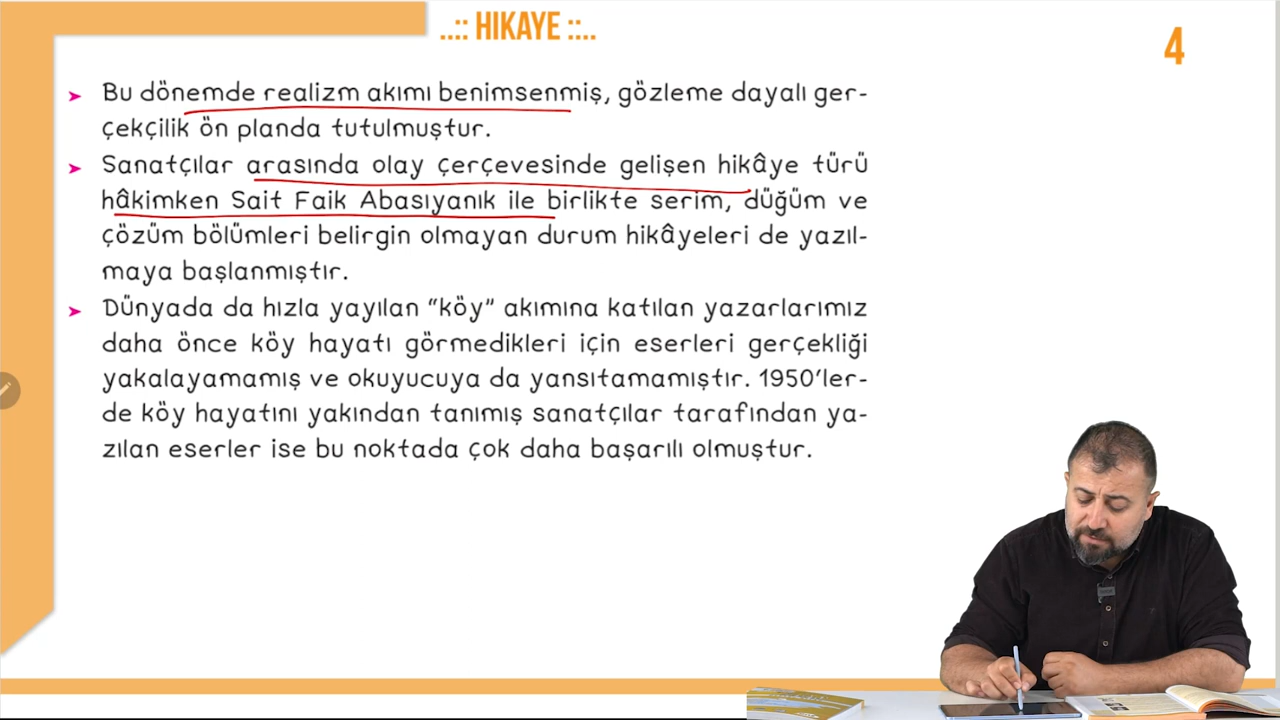 ..:: HIKAYE ::..
4
➤ Bu dönemde realizm akımı benimsenmiş, gözleme dayalı ger-
çekçilik ön planda tutulmuştur.
➤ Sanatçılar arasında olay çerçevesinde gelişen hikâye türü
hâkimken Sait Faik Abasıyanık ile birlikte serim, düğüm ve
çözüm bölümleri belirgin olmayan durum hikâyeleri de yazıl-
maya başlanmıştır.
➤ Dünyada da hızla yayılan “köy” akımına katılan yazarlarımız
daha önce köy hayatı görmedikleri için eserleri gerçekliği
yakalayamamış ve okuyucuya da yansıtamamıştır. 1950’ler-
de köy hayatını yakından tanımış sanatçılar tarafından ya-
zılan eserler ise bu noktada çok daha başarılı olmuştur.